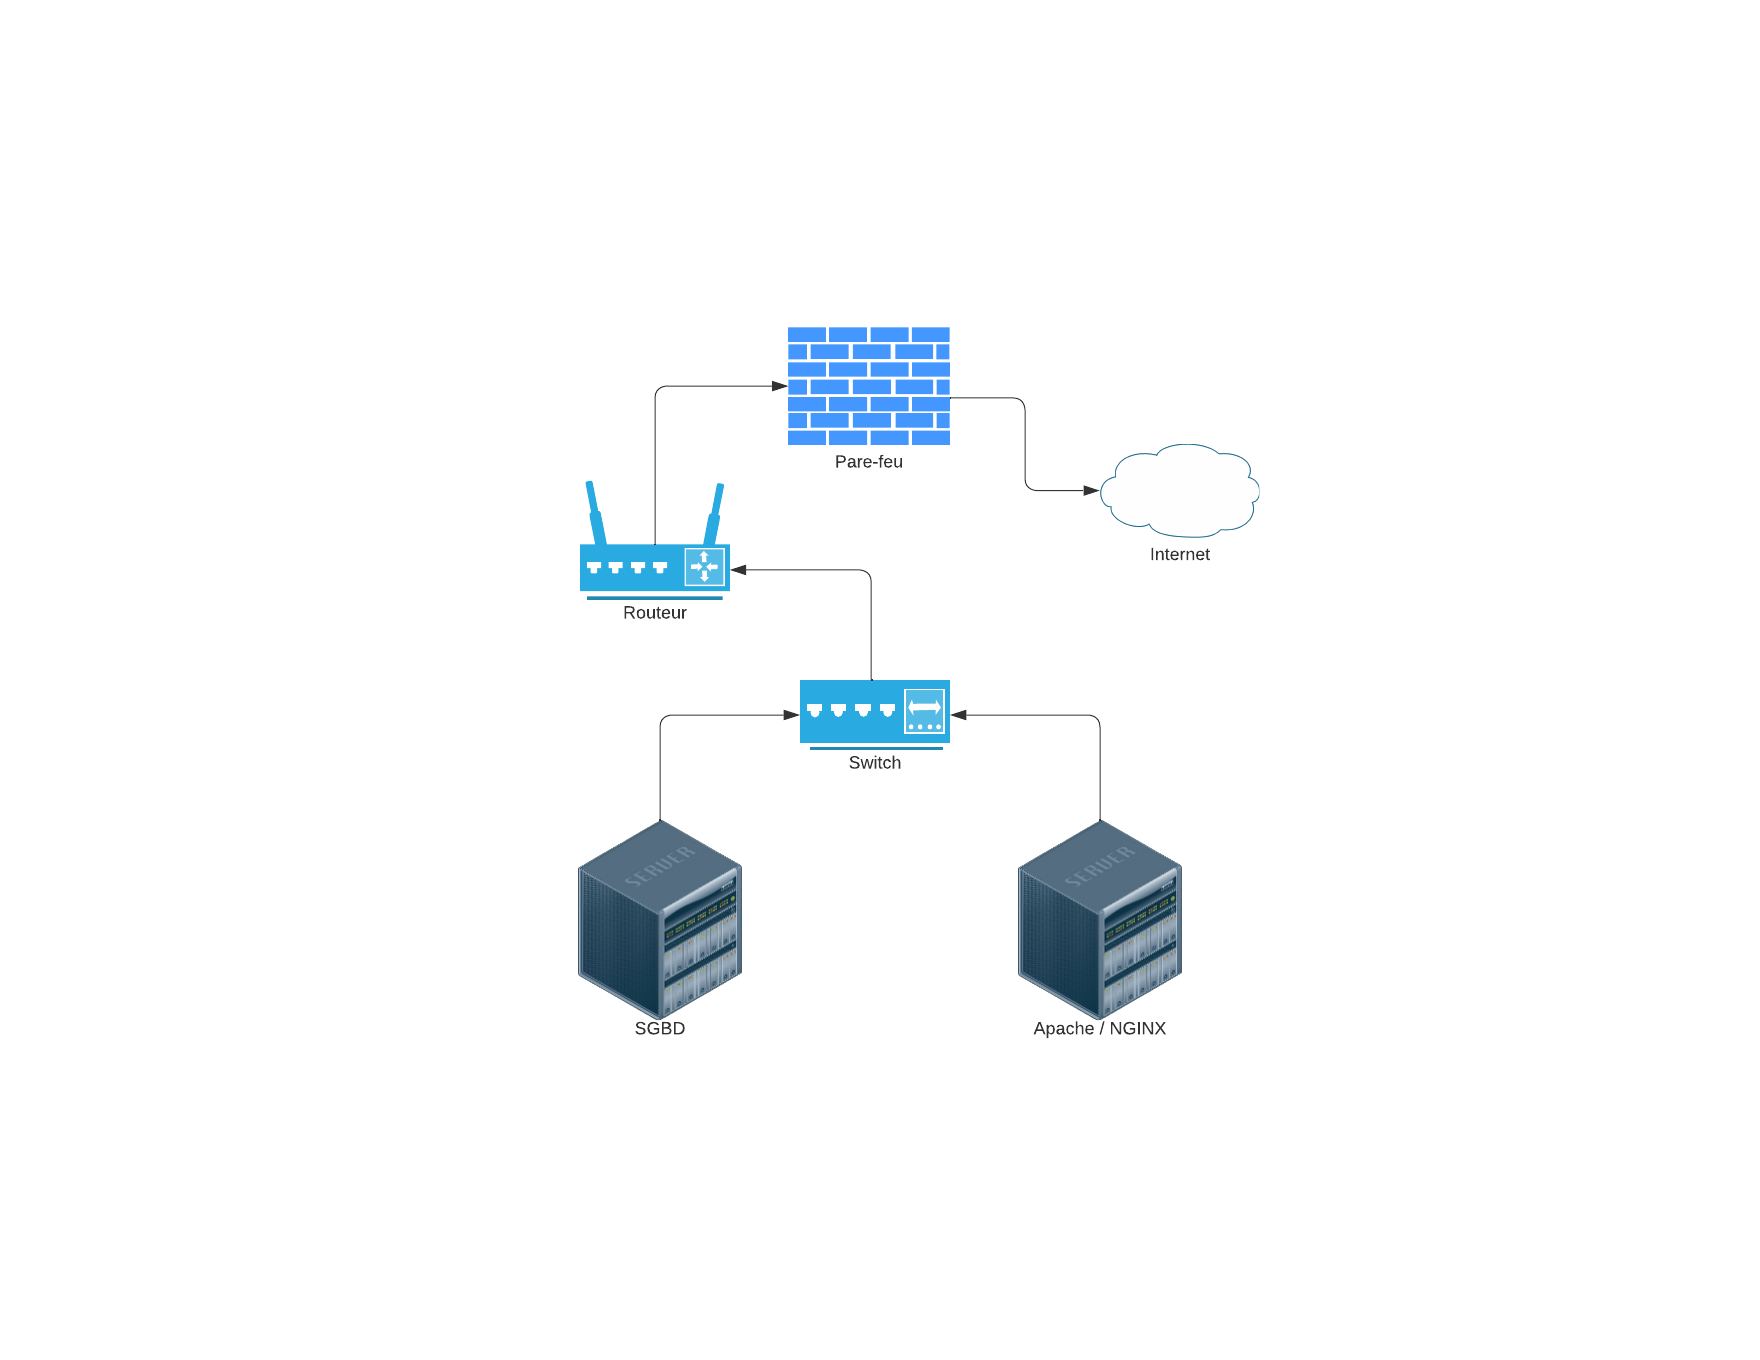 Pare-feu
Internet
Routeur
Switch
SERVER
SERVER
SGBD
Apache / NGINX